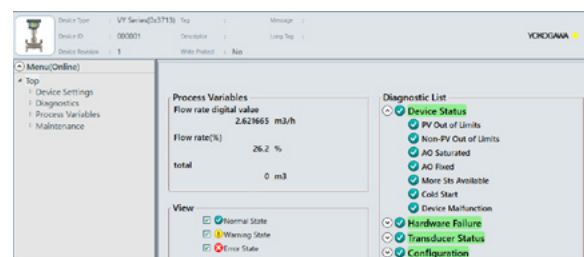 Device Type : VY Series(0x3713) Tag : Message :
Device ID : 000001 Descriptor : Long Tag :
Device Revision : 1 Write Protect : No
YOKOGAWA
Menu(Online)
Top
Device Settings
Diagnostics
Process Variables
Maintenance
Process Variables
Flow rate digital value
2.621665 m3/h
Flow rate(%)
26.2 %
total
0 m3
View
Normal State
Warning State
Error State
Diagnostic List
Device Status
PV Out of Limits
Non-PV Out of Limits
AO Saturated
AO Fixed
More Sts Available
Cold Start
Device Malfunction
Hardware Failure
Transducer Status
Configuration